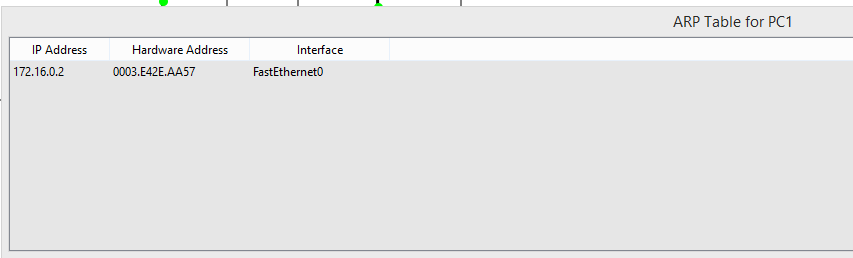 ARP Table for PC1
IP Address Hardware Address Interface
172.16.0.2 0003.E42E.AA57 FastEthernet0